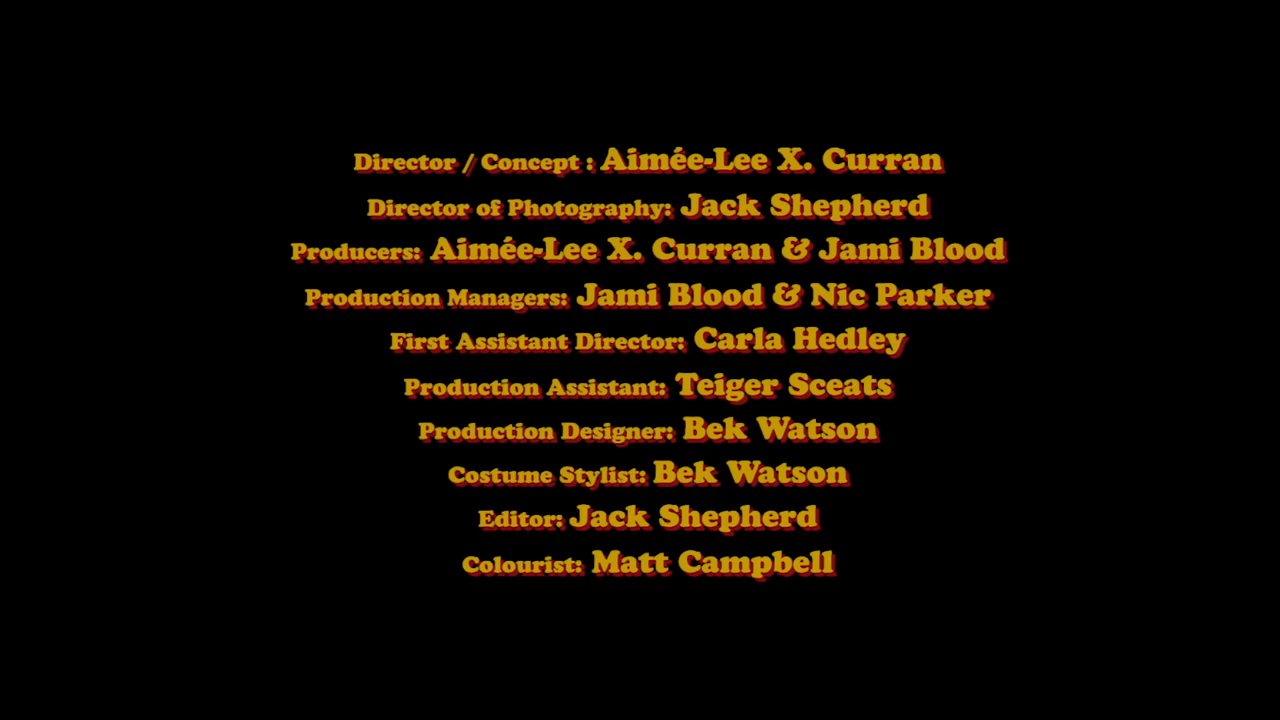 Director / Concept : Aimée-Lee X. Curran
Director of Photography: Jack Shepherd
Producers: Aimée-Lee X. Curran & Jami Blood
Production Managers: Jami Blood & Nic Parker
First Assistant Director: Carla Hedley
Production Assistant: Teiger Sceats
Production Designer: Bek Watson
Costume Stylist: Bek Watson
Editor: Jack Shepherd
Colourist: Matt Campbell